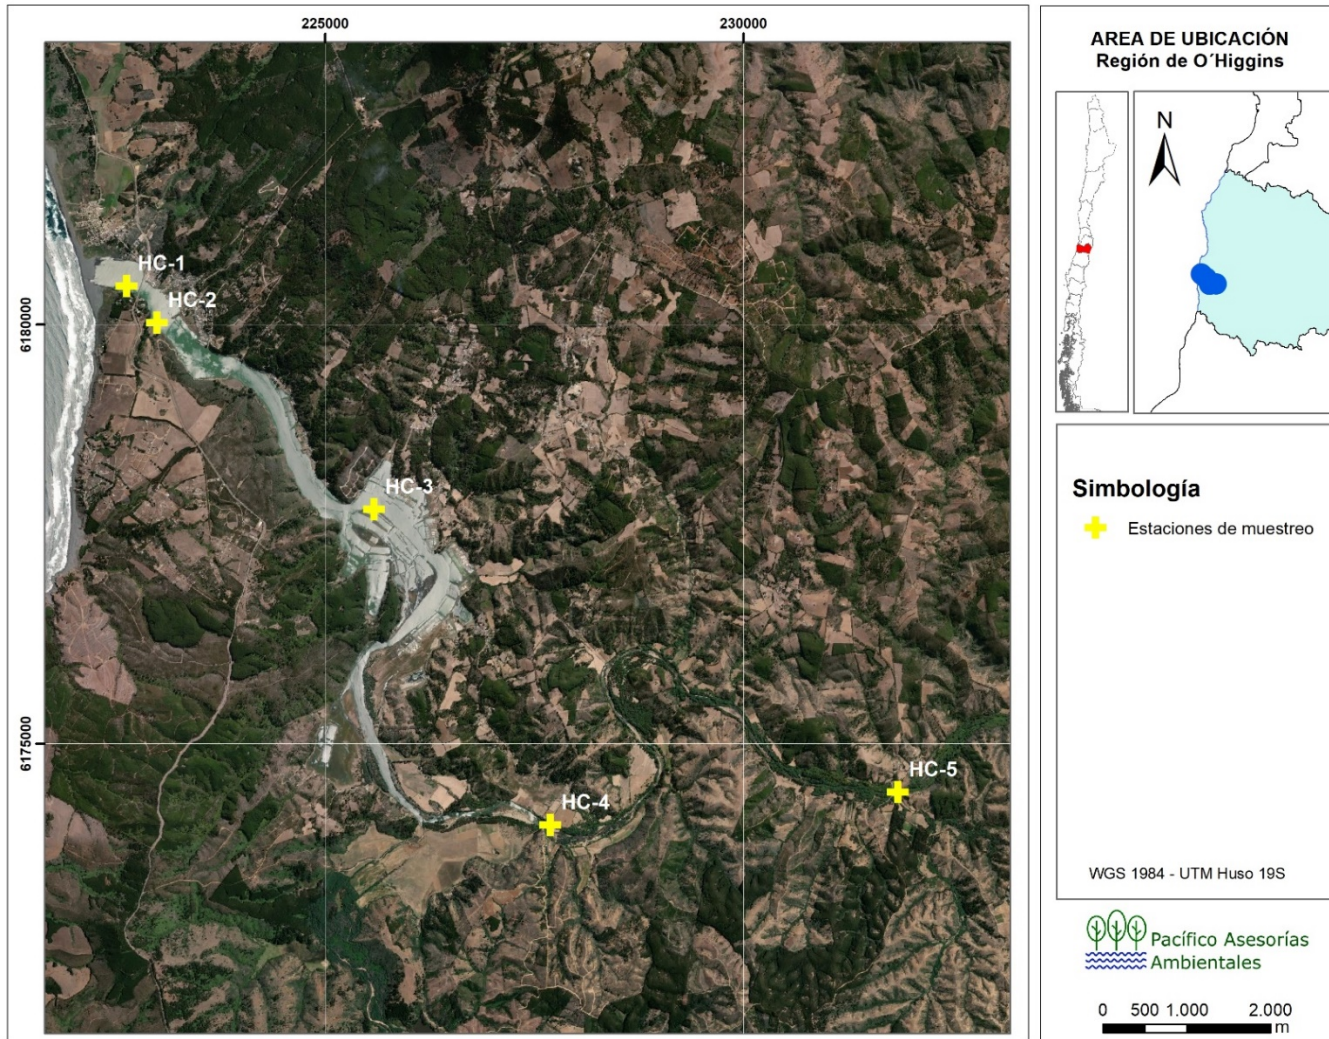 225000
230000
6180000
6175000
HC-1
HC-2
HC-3
HC-4
HC-5
AREA DE UBICACIÓN
Región de O´Higgins
N
Simbología
Estaciones de muestreo
WGS 1984 - UTM Huso 19S
Pacífico Asesorías
Ambientales
0 500 1.000 2.000
m